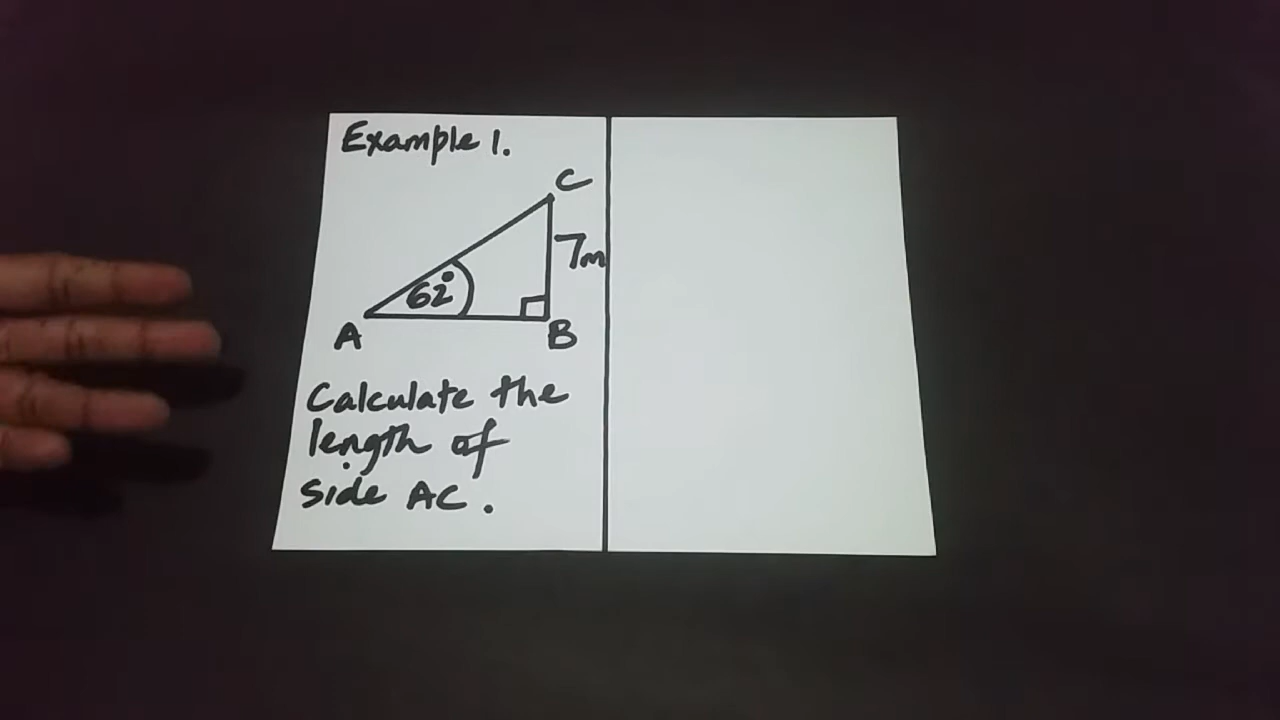 Example 1.
C
7m
62°
A
B
Calculate the
length of
side AC.